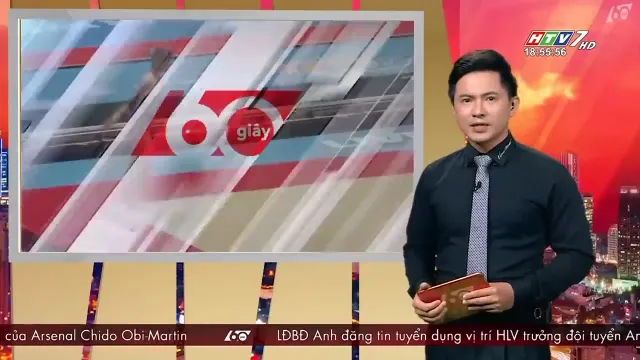 HTV7 HD
18:55:56
60
giây
của Arsenal Chido Obi-Martin 60 LĐBĐ Anh đăng tin tuyển dụng vị trí HLV trưởng đội tuyển An